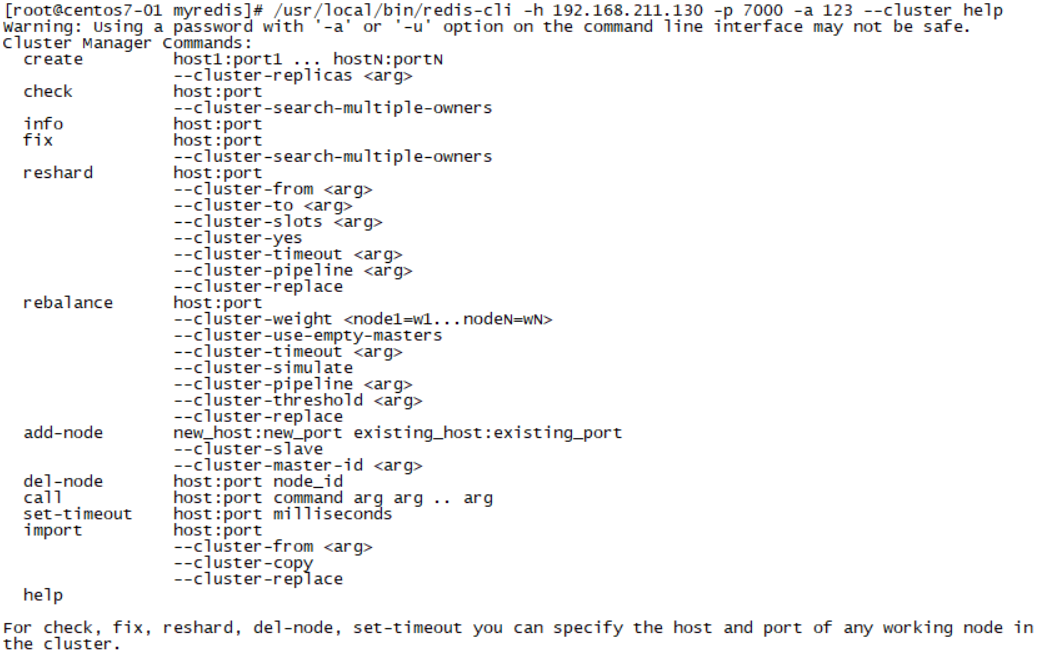 [root@centos7-01 myredis]# /usr/local/bin/redis-cli -h 192.168.211.130 -p 7000 -a 123 --cluster help
Warning: Using a password with '-a' or '-u' option on the command line interface may not be safe.
Cluster Manager Commands:
  create         host1:port1 ... hostN:portN
                 --cluster-replicas <arg>
  check          host:port
                 --cluster-search-multiple-owners
  info           host:port
  fix            host:port
                 --cluster-search-multiple-owners
  reshard        host:port
                 --cluster-from <arg>
                 --cluster-to <arg>
                 --cluster-slots <arg>
                 --cluster-yes
                 --cluster-timeout <arg>
                 --cluster-pipeline <arg>
                 --cluster-replace
  rebalance      host:port
                 --cluster-weight <node1=w1...nodeN=wN>
                 --cluster-use-empty-masters
                 --cluster-timeout <arg>
                 --cluster-simulate
                 --cluster-pipeline <arg>
                 --cluster-threshold <arg>
                 --cluster-replace
  add-node       new_host:new_port existing_host:existing_port
                 --cluster-slave
                 --cluster-master-id <arg>
  del-node       host:port node_id
  call           host:port command arg arg .. arg
  set-timeout    host:port milliseconds
  import         host:port
                 --cluster-from <arg>
                 --cluster-copy
                 --cluster-replace
  help
For check, fix, reshard, del-node, set-timeout you can specify the host and port of any working node in
the cluster.